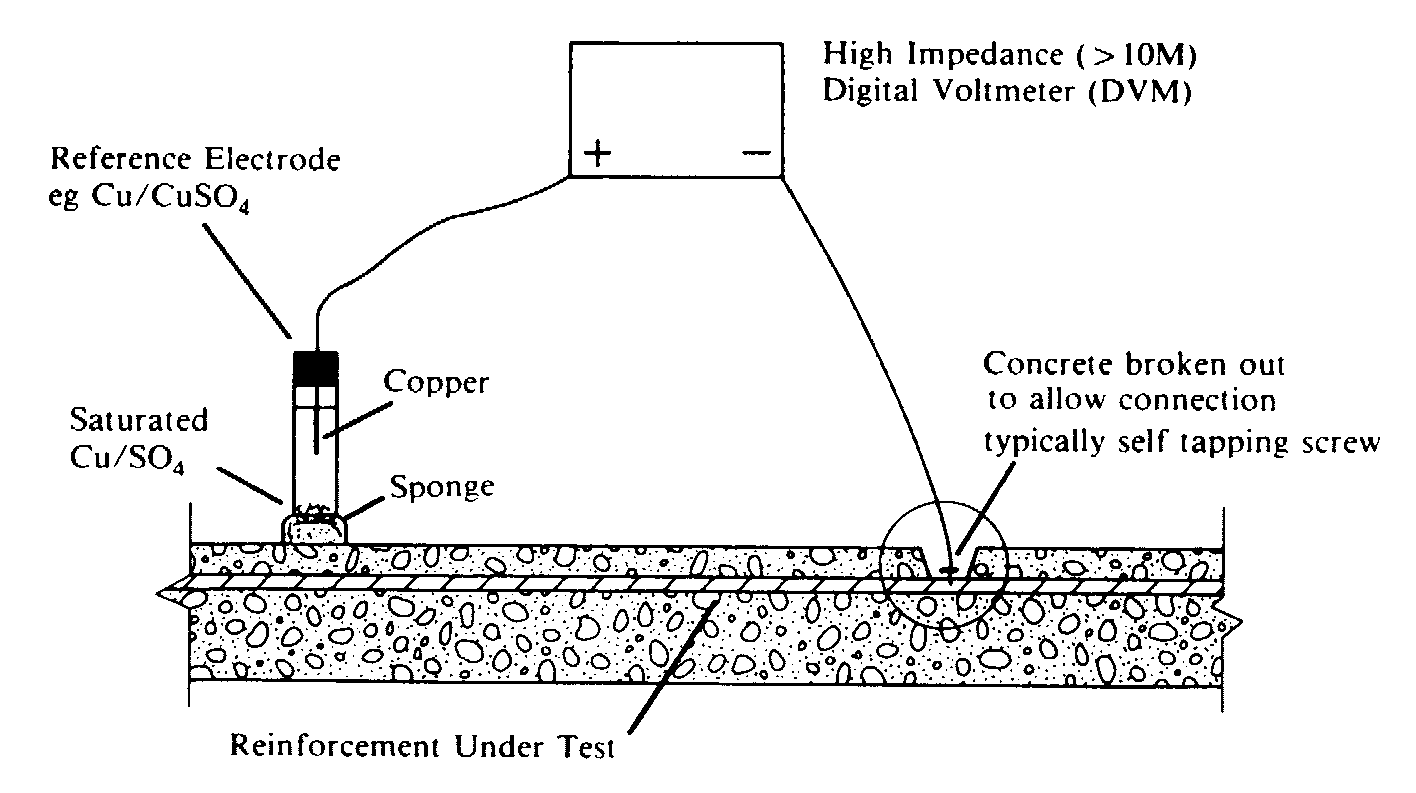 High Impedance (>10M)
Digital Voltmeter (DVM)
+ −
Reference Electrode
eg Cu/CuSO₄
Copper
Saturated
Cu/SO₄
Sponge
Concrete broken out
to allow connection
typically self tapping screw
Reinforcement Under Test